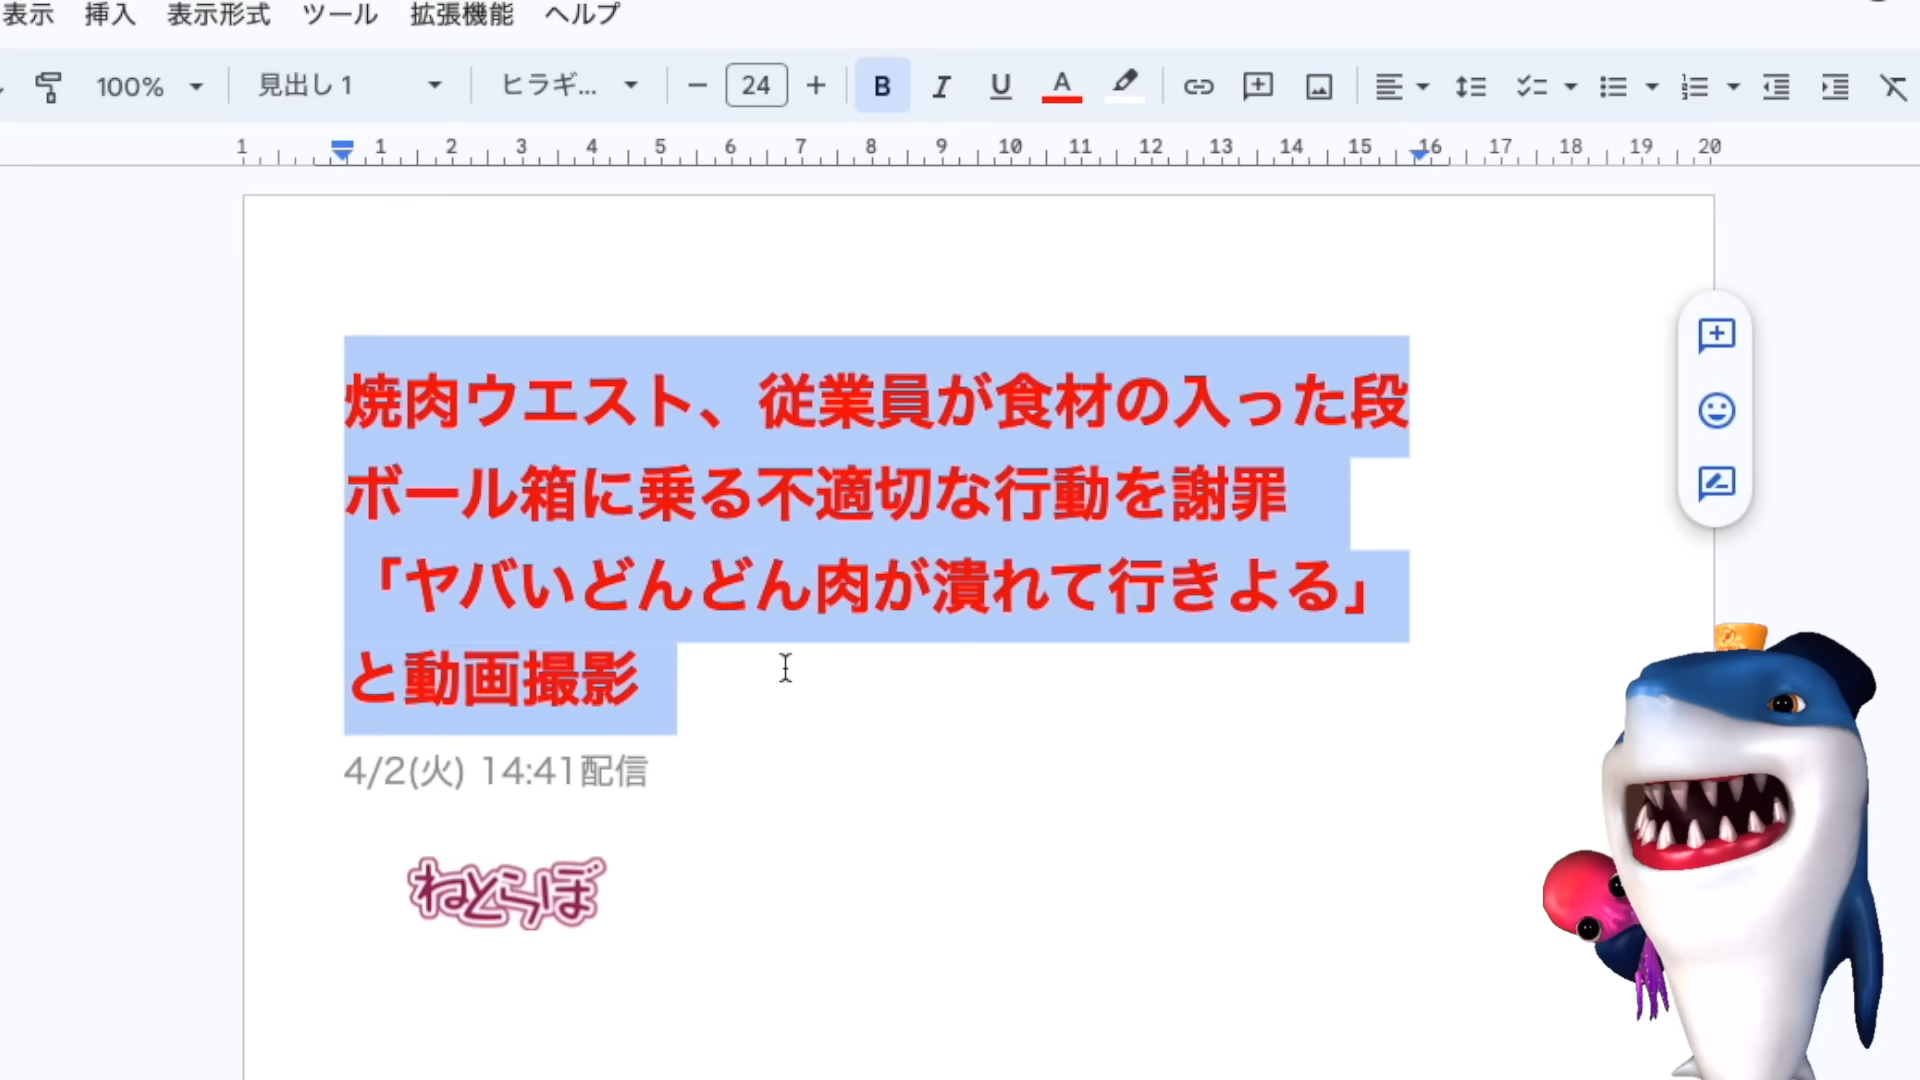 表示 挿入 表示形式 ツール 拡張機能 ヘルプ
100% 見出し 1 ヒラギ... − 24 + B I U A
1 1 2 3 4 5 6 7 8 9 10 11 12 13 14 15 16 17 18 19 20
焼肉ウエスト、従業員が食材の入った段
ボール箱に乗る不適切な行動を謝罪
「ヤバいどんどん肉が潰れて行きよる」
と動画撮影
4/2(火) 14:41配信
ねとらぼ